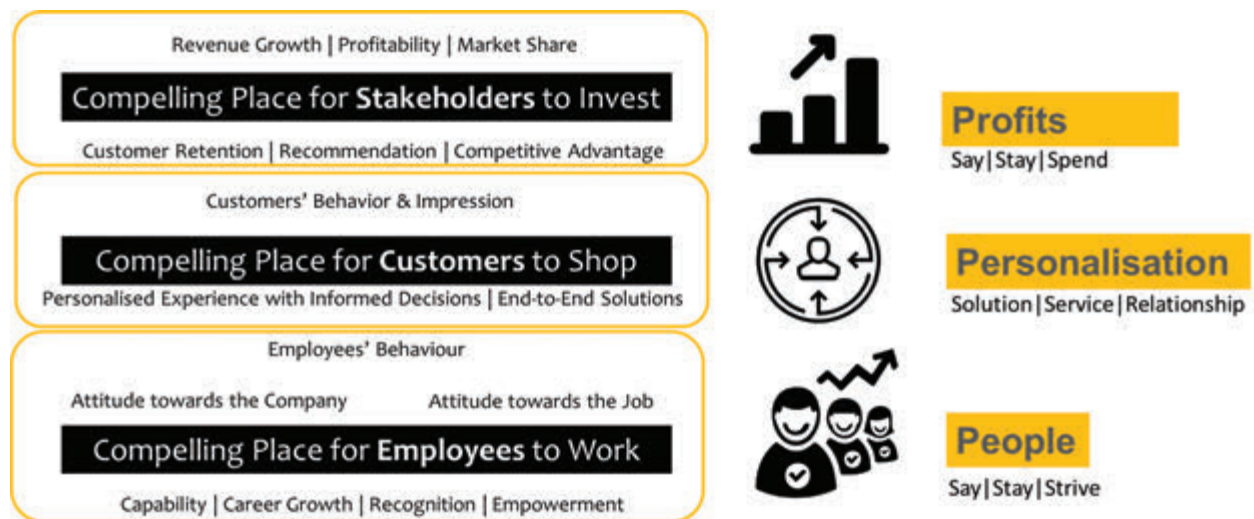 Revenue Growth | Profitability | Market Share
Compelling Place for Stakeholders to Invest
Customer Retention | Recommendation | Competitive Advantage
Profits
Say|Stay|Spend
Customers' Behavior & Impression
Compelling Place for Customers to Shop
Personalised Experience with Informed Decisions | End-to-End Solutions
Personalisation
Solution|Service|Relationship
Employees' Behaviour
Attitude towards the Company Attitude towards the Job
Compelling Place for Employees to Work
Capability | Career Growth | Recognition | Empowerment
People
Say|Stay|Strive